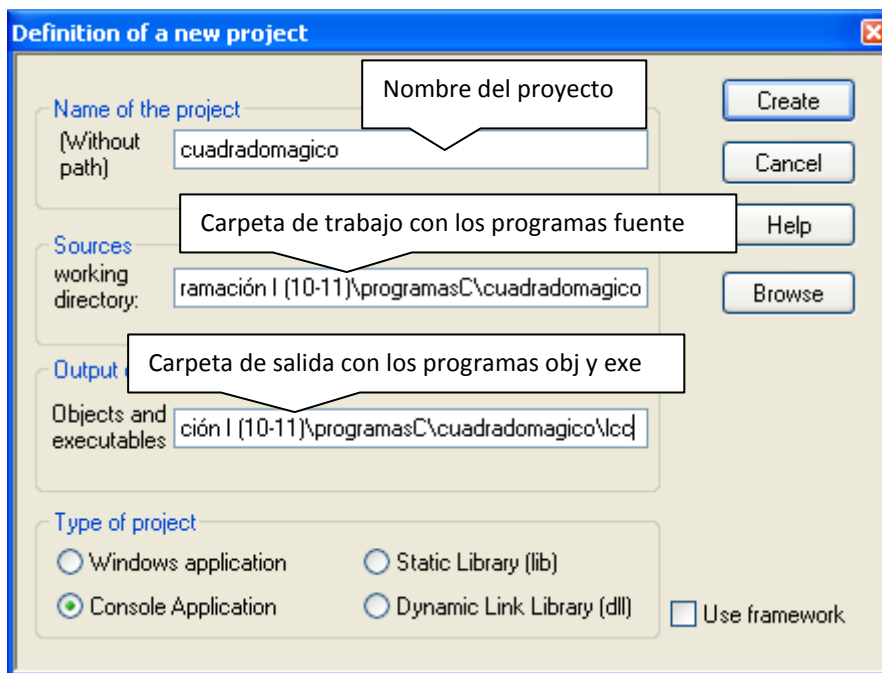 Definition of a new project
Nombre del proyecto
Name of the project
(Without path)
cuadradomagico
Create
Cancel
Help
Browse
Carpeta de trabajo con los programas fuente
Sources
working directory:
ramación I (10-11)\programasC\cuadradomagico
Carpeta de salida con los programas obj y exe
Output
Objects and executables
ción I (10-11)\programasC\cuadradomagico\lcc
Type of project
Windows application
Static Library (lib)
Console Application
Dynamic Link Library (dll)
Use framework